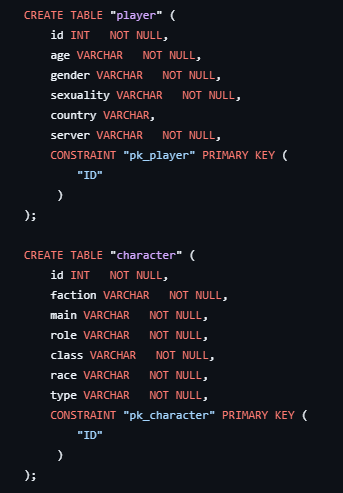 CREATE TABLE "player" (
    id INT   NOT NULL,
    age VARCHAR   NOT NULL,
    gender VARCHAR   NOT NULL,
    sexuality VARCHAR   NOT NULL,
    country VARCHAR,
    server VARCHAR   NOT NULL,
    CONSTRAINT "pk_player" PRIMARY KEY (
        "ID"
     )
);

CREATE TABLE "character" (
    id INT   NOT NULL,
    faction VARCHAR   NOT NULL,
    main VARCHAR   NOT NULL,
    role VARCHAR   NOT NULL,
    class VARCHAR   NOT NULL,
    race VARCHAR   NOT NULL,
    type VARCHAR   NOT NULL,
    CONSTRAINT "pk_character" PRIMARY KEY (
        "ID"
     )
);